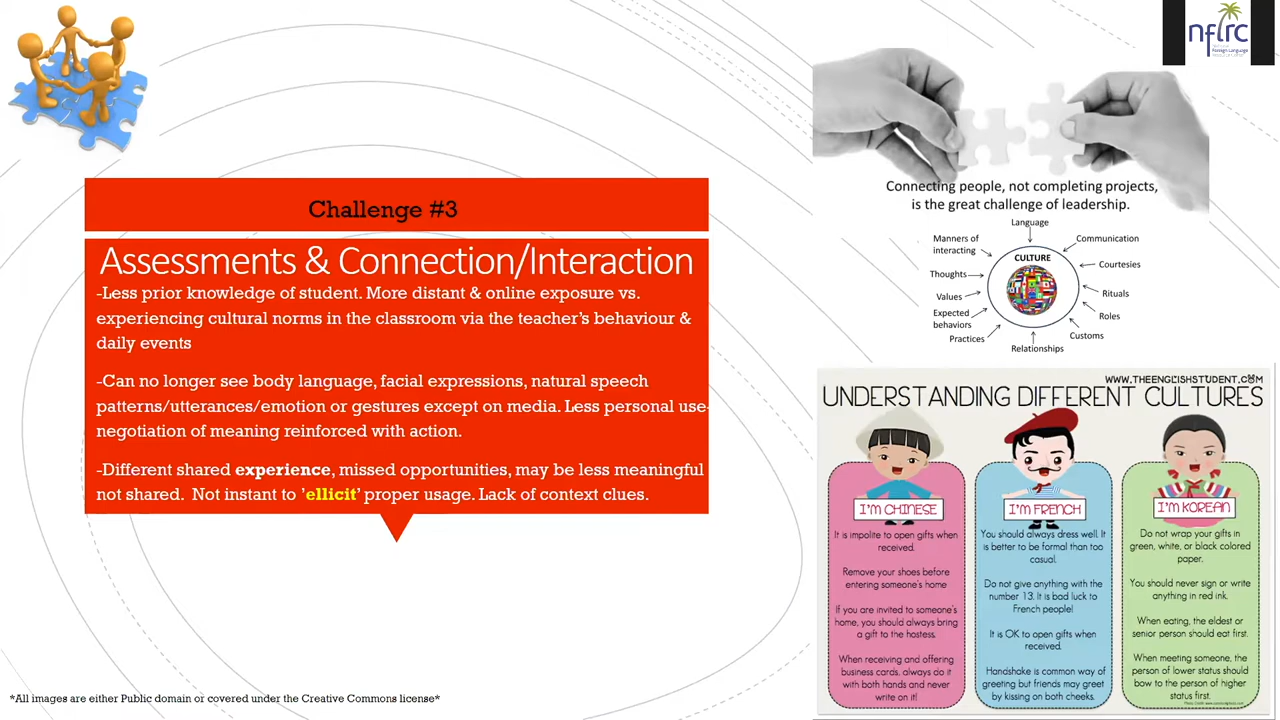 nflrc
National
Foreign Language
Resource Center
Challenge #3
Assessments & Connection/Interaction
-Less prior knowledge of student. More distant & online exposure vs.
experiencing cultural norms in the classroom via the teacher's behaviour &
daily events
-Can no longer see body language, facial expressions, natural speech
patterns/utterances/emotion or gestures except on media. Less personal use-
negotiation of meaning reinforced with action.
-Different shared experience, missed opportunities, may be less meaningful
not shared. Not instant to 'ellicit' proper usage. Lack of context clues.
Connecting people, not completing projects,
is the great challenge of leadership.
Language
Manners of
interacting
Communication
CULTURE
Thoughts
Courtesies
Values
Rituals
Expected
behaviors
Roles
Practices
Customs
Relationships
WWW.THEENGLISHSTUDENT.COM
UNDERSTANDING DIFFERENT CULTURES
I'M CHINESE
It is impolite to open gifts when
received.
Remove your shoes before
entering someone's home
If you are invited to someone's
home, you should always bring
a gift to the hostess.
When receiving and offering
business cards, always do it
with both hands and never
write on it!
I'M FRENCH
You should always dress well. It
is better to be formal than too
casual.
Do not give anything with the
number 13. It is bad luck to
French people!
It is OK to open gifts when
received.
Handshake is common way of
greeting but friends may greet
by kissing on both cheeks.
I'M KOREAN
Do not wrap your gifts in
green, white, or black colored
paper.
You should never sign or write
anything in red ink.
When eating, the eldest or
senior person should eat first.
When meeting someone, the
person of lower status should
bow to the person of higher
status first.
*All images are either Public domain or covered under the Creative Commons license*